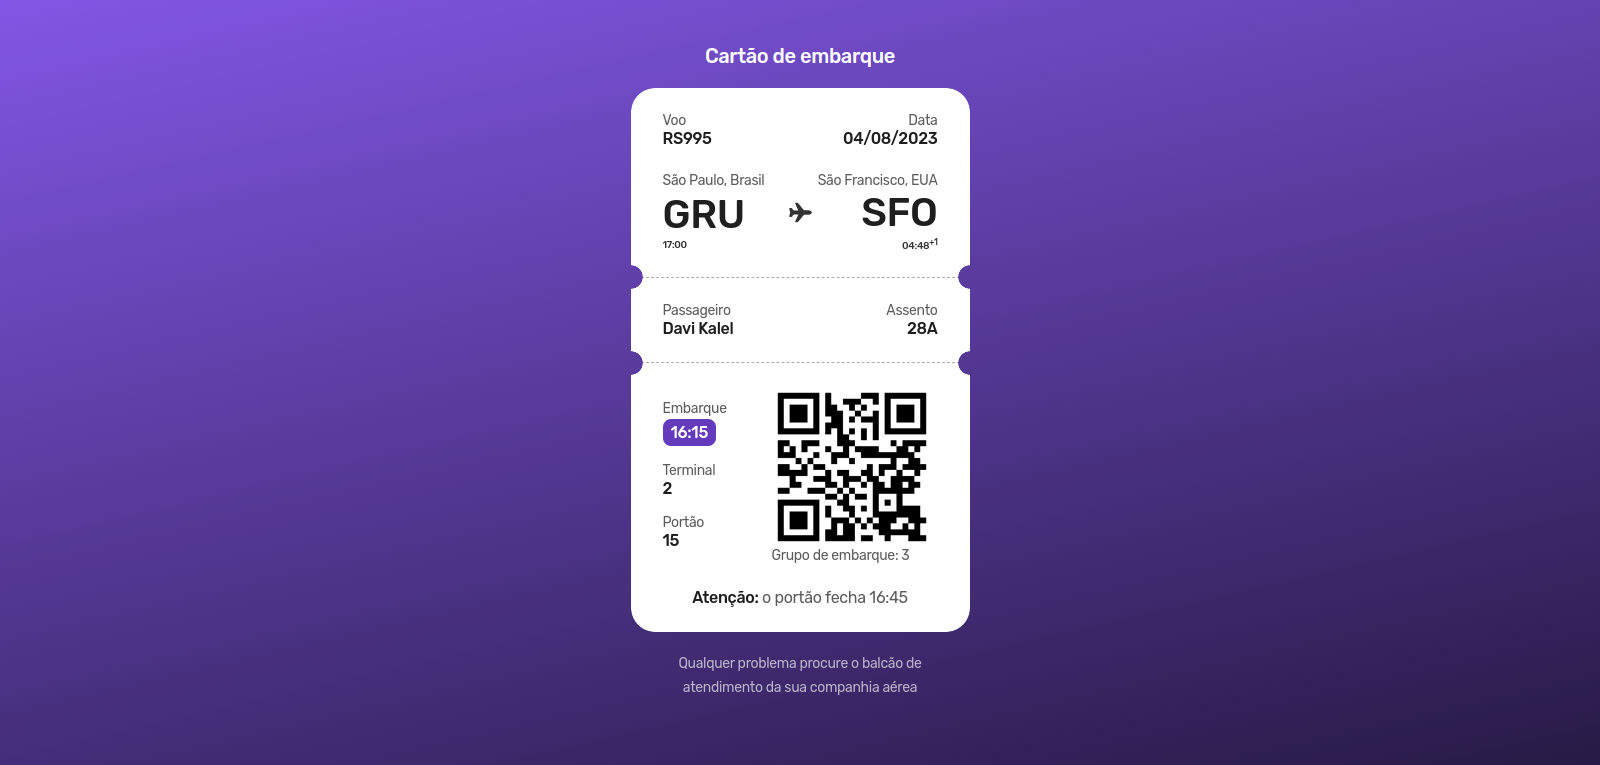 Cartão de embarque
Voo Data
RS995 04/08/2023
São Paulo, Brasil São Francisco, EUA
GRU SFO
17:00 04:48+1
Passageiro Assento
Davi Kalel 28A
Embarque
16:15
Terminal
2
Portão
15
Grupo de embarque: 3
Atenção: o portão fecha 16:45
Qualquer problema procure o balcão de
atendimento da sua companhia aérea